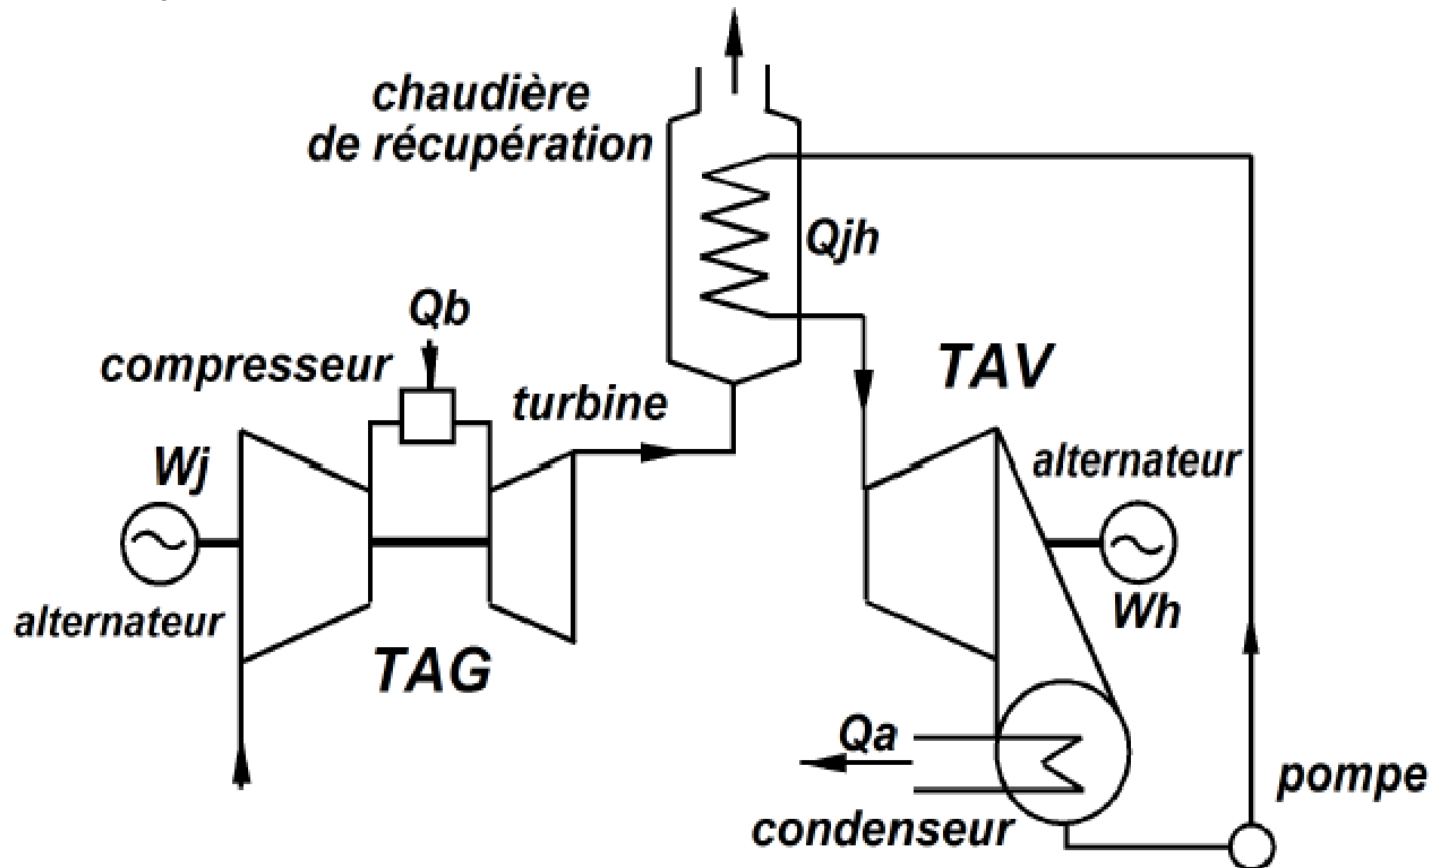 chaudière
de récupération
Qjh
Qb
compresseur
turbine
TAV
Wj
alternateur
alternateur
Wh
TAG
Qa
condenseur
pompe